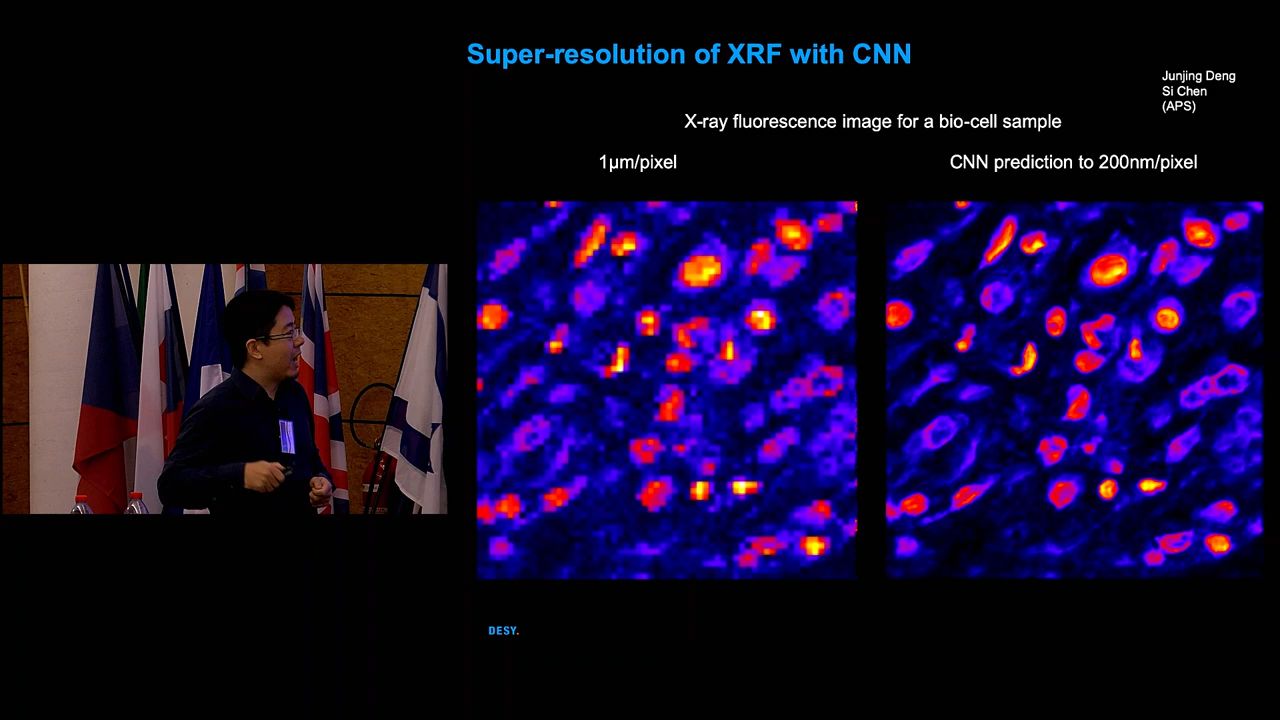 Super-resolution of XRF with CNN
Junjing Deng
Si Chen
(APS)
X-ray fluorescence image for a bio-cell sample
1μm/pixel
CNN prediction to 200nm/pixel
DESY.